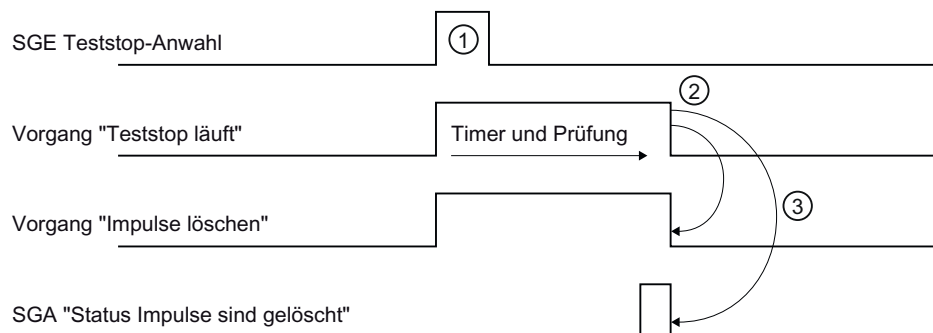 SGE Teststop-Anwahl
1
2
Vorgang "Teststop läuft"
Timer und Prüfung
3
Vorgang "Impulse löschen"
SGA "Status Impulse sind gelöscht"